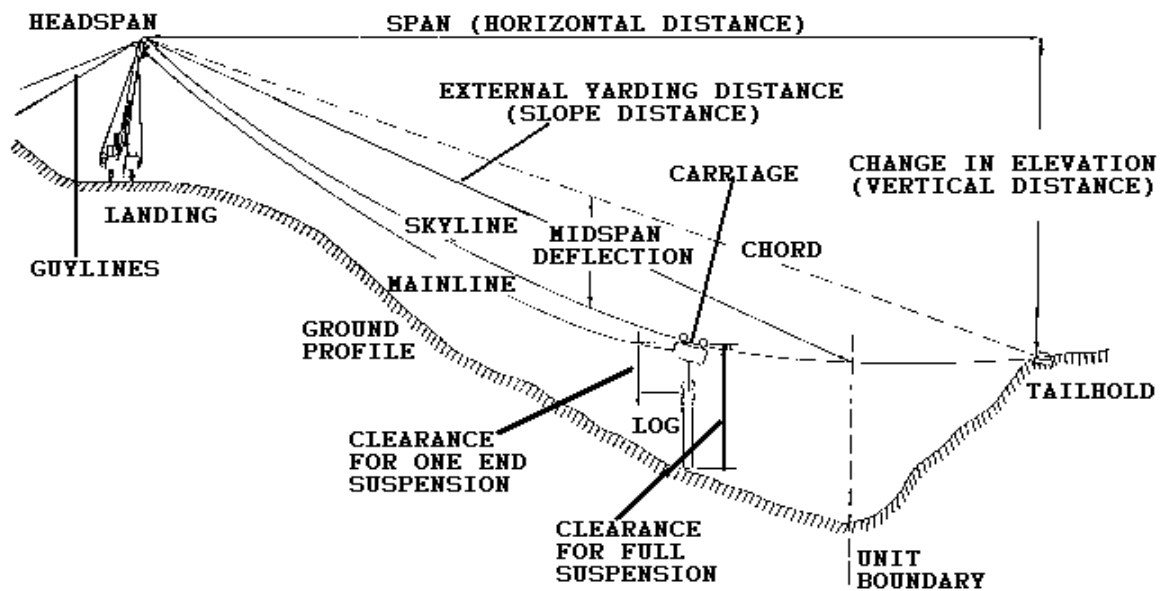 HEADSPAN
SPAN (HORIZONTAL DISTANCE)
EXTERNAL YARDING DISTANCE
(SLOPE DISTANCE)
CARRIAGE
CHANGE IN ELEVATION
(VERTICAL DISTANCE)
LANDING
SKYLINE
MIDSPAN
DEFLECTION
CHORD
GUYLINES
MAINLINE
GROUND
PROFILE
TAILHOLD
LOG
CLEARANCE
FOR ONE END
SUSPENSION
CLEARANCE
FOR FULL
SUSPENSION
UNIT
BOUNDARY